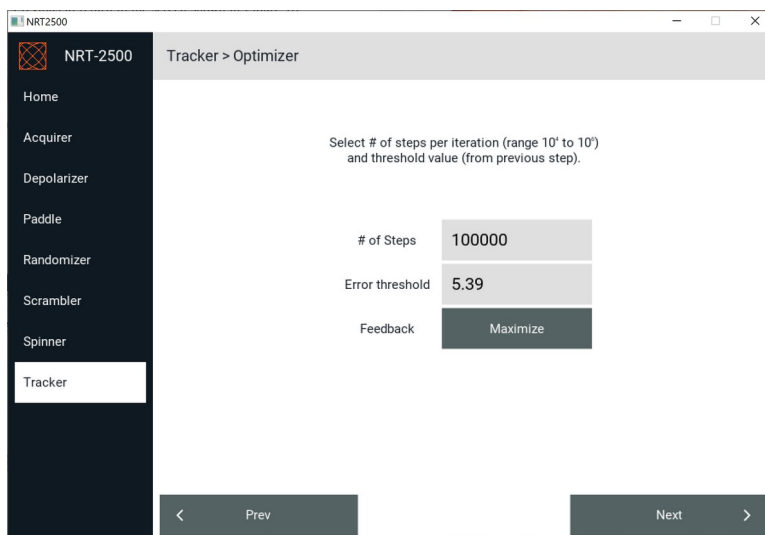 NRT2500
NRT-2500
Tracker > Optimizer
Home
Acquirer
Depolarizer
Paddle
Randomizer
Scrambler
Spinner
Tracker
Select # of steps per iteration (range 10⁴ to 10⁶)
and threshold value (from previous step).
# of Steps 100000
Error threshold 5.39
Feedback Maximize
< Prev
Next >